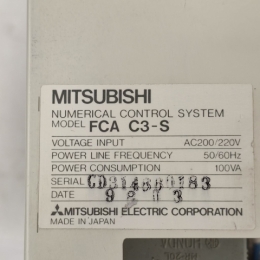 MITSUBISHI
NUMERICAL CONTROL SYSTEM
MODEL FCA C3-S
VOLTAGE INPUT AC200/220V
POWER LINE FREQUENCY 50/60Hz
POWER CONSUMPTION 100VA
SERIAL
DATE
MITSUBISHI ELECTRIC CORPORATION
MADE IN JAPAN
HONDA